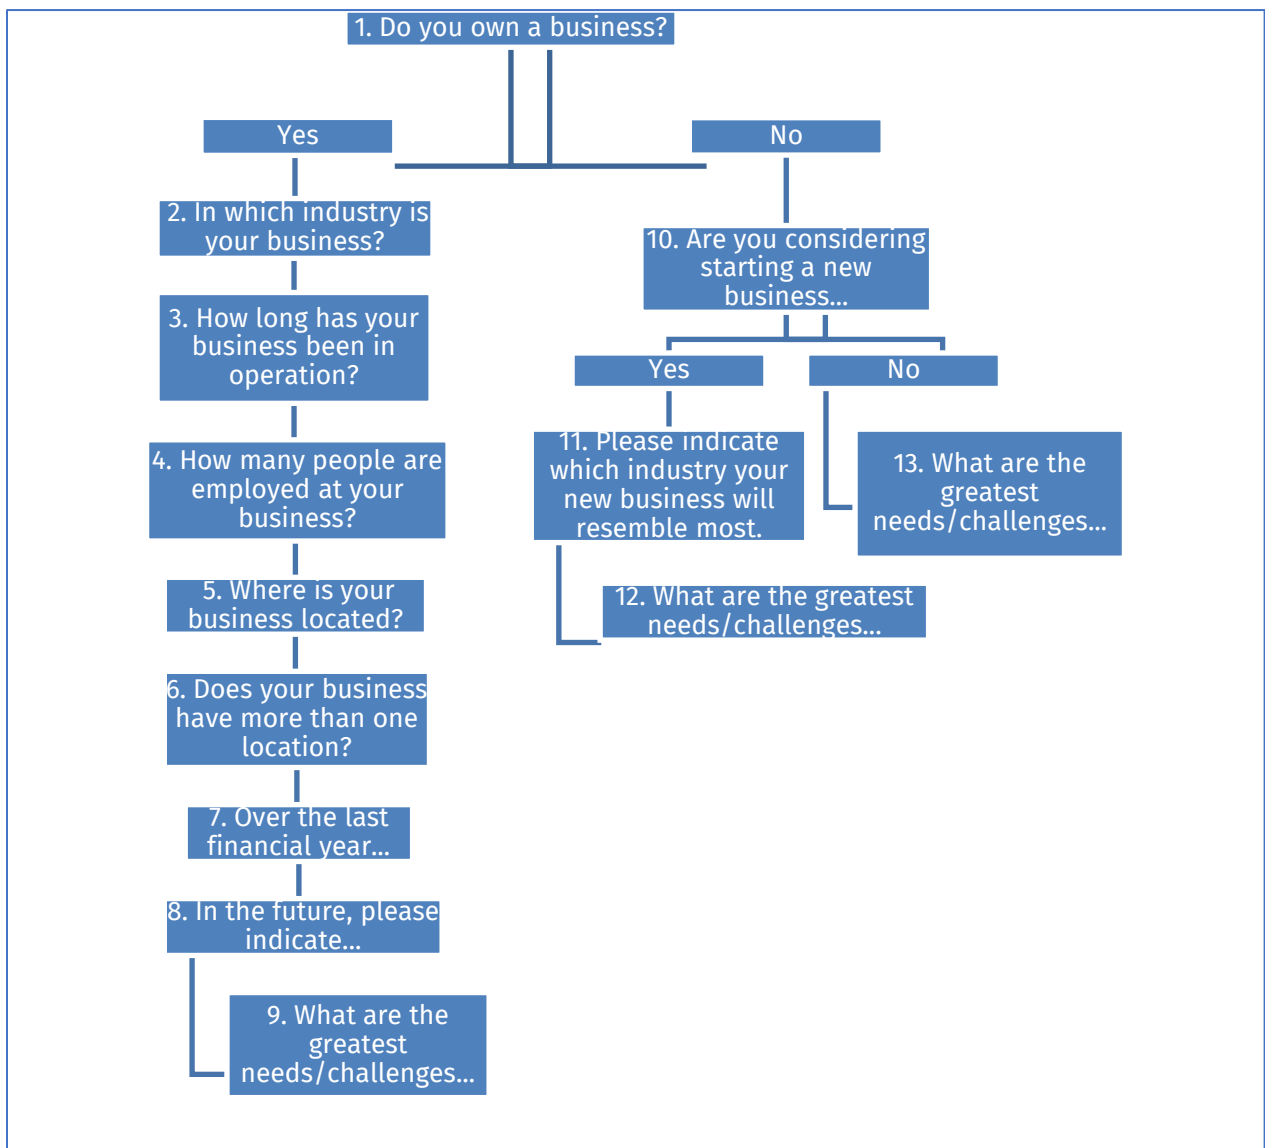 1. Do you own a business?
Yes
No
2. In which industry is
your business?
3. How long has your
business been in
operation?
4. How many people are
employed at your
business?
5. Where is your
business located?
6. Does your business
have more than one
location?
7. Over the last
financial year...
8. In the future, please
indicate...
9. What are the
greatest
needs/challenges...
10. Are you considering
starting a new
business...
Yes
No
11. Please indicate
which industry your
new business will
resemble most.
12. What are the greatest
needs/challenges...
13. What are the
greatest
needs/challenges...